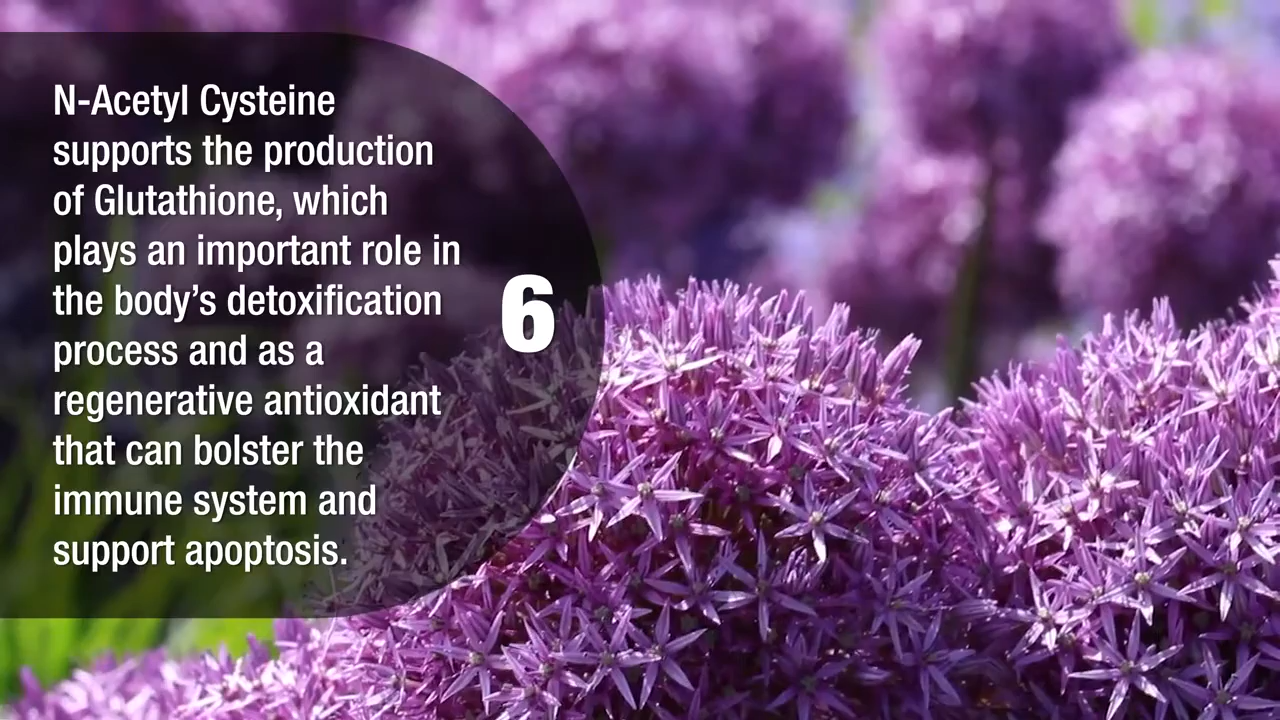 N-Acetyl Cysteine
supports the production
of Glutathione, which
plays an important role in
the body’s detoxification
process and as a
regenerative antioxidant
that can bolster the
immune system and
support apoptosis.
6